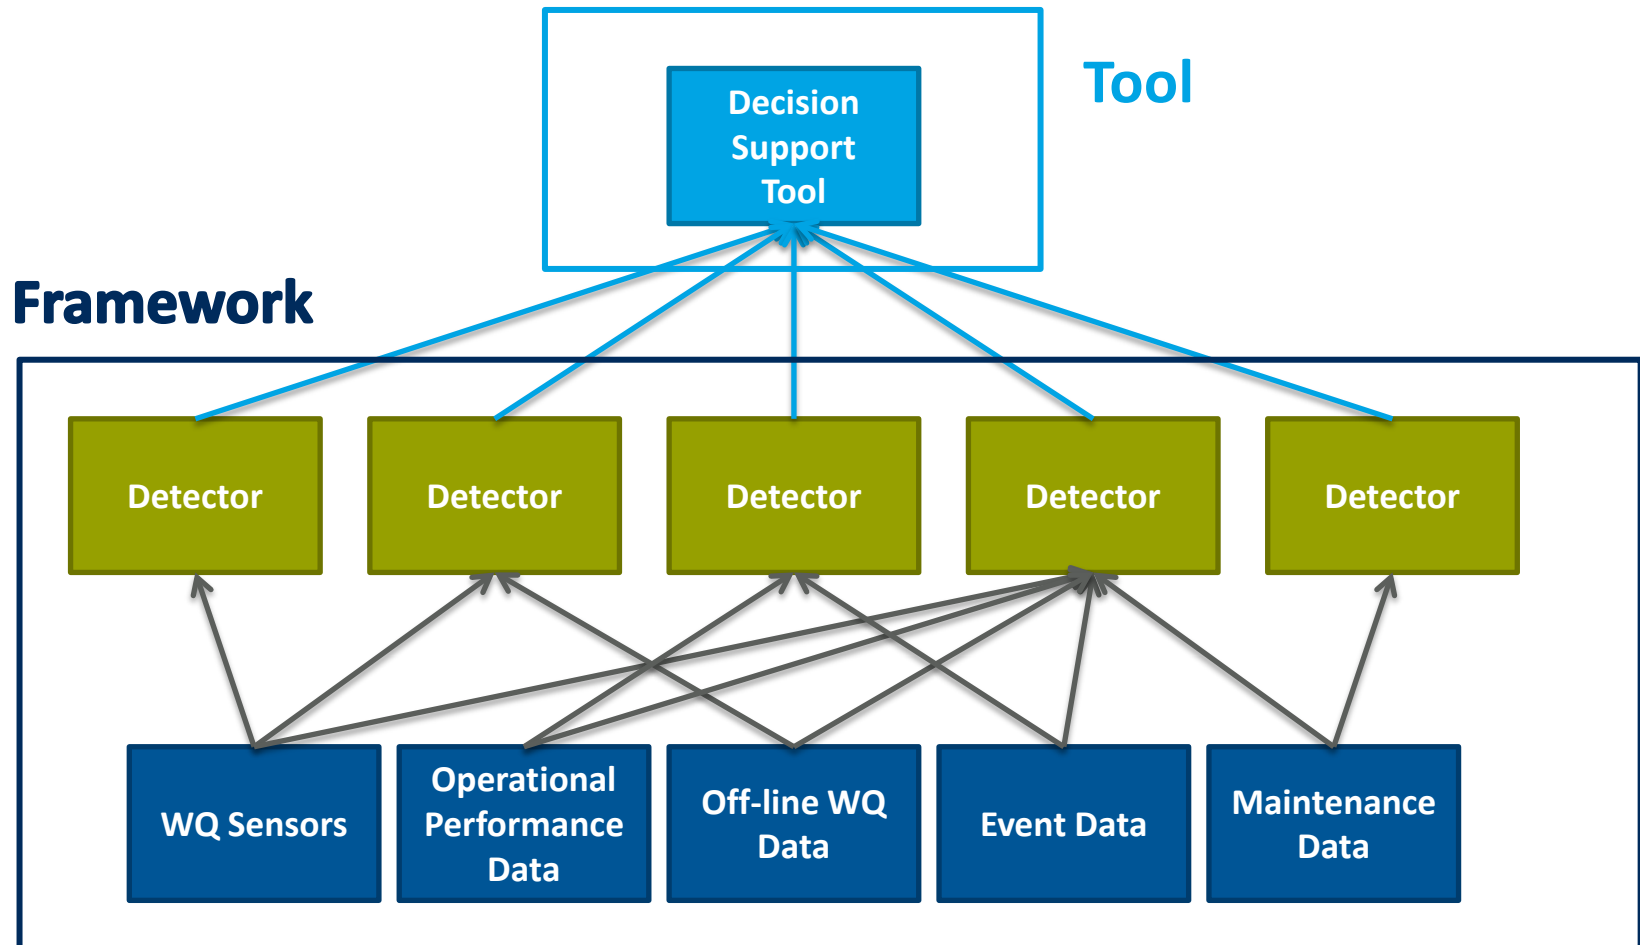 Decision
Support
Tool
Tool
Framework
Detector
Detector
Detector
Detector
Detector
WQ Sensors
Operational
Performance
Data
Off-line WQ
Data
Event Data
Maintenance
Data